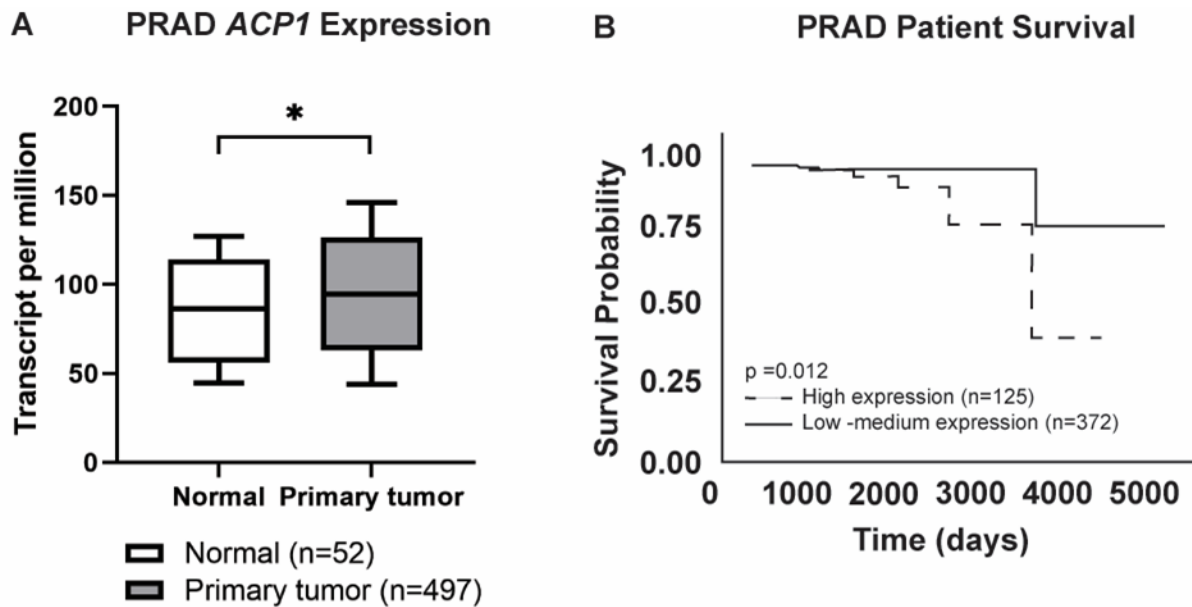 A
PRAD ACP1 Expression
Transcript per million
200
150
100
50
0
*
Normal
Primary tumor
Normal (n=52)
Primary tumor (n=497)
B
PRAD Patient Survival
Survival Probability
1.00
0.75
0.50
0.25
0.00
p =0.012
High expression (n=125)
Low -medium expression (n=372)
0 1000 2000 3000 4000 5000
Time (days)